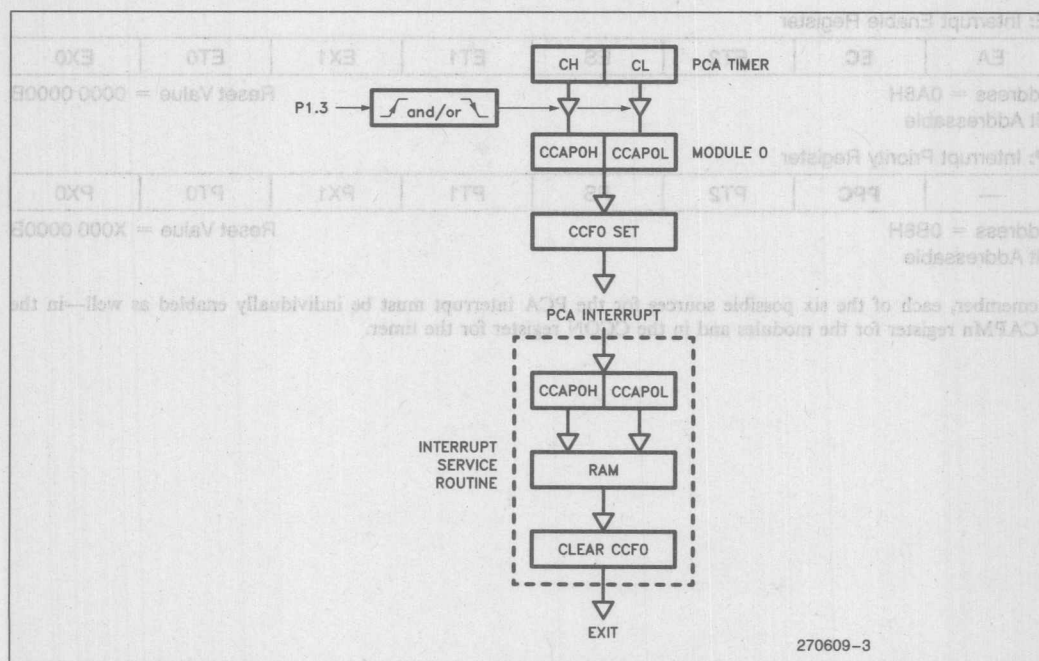 CH CL PCA TIMER
P1.3 and/or
CCAP0H CCAP0L MODULE 0
CCF0 SET
PCA INTERRUPT
CCAP0H CCAP0L
INTERRUPT
SERVICE
ROUTINE
RAM
CLEAR CCF0
EXIT
270609-3